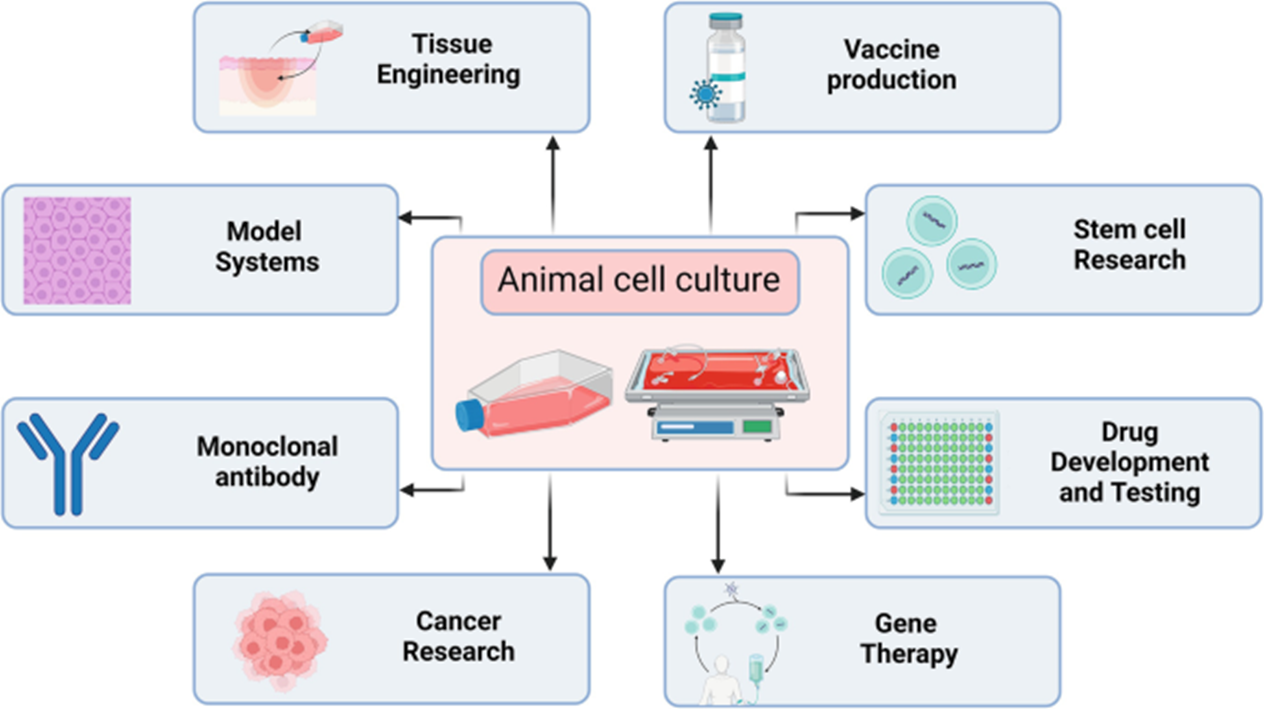 Tissue
Engineering
Vaccine
production
Model
Systems
Stem cell
Research
Animal cell culture
Monoclonal
antibody
Drug
Development
and Testing
Cancer
Research
Gene
Therapy